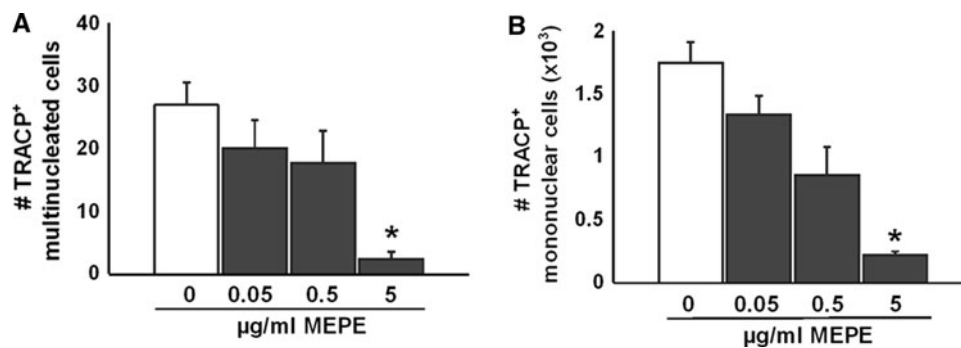 A
# TRACP+
multinucleated cells
40
30
20
10
0
*
0 0.05 0.5 5
µg/ml MEPE
B
# TRACP+
mononuclear cells (x10³)
2
1.5
1
0.5
0
*
0 0.05 0.5 5
µg/ml MEPE